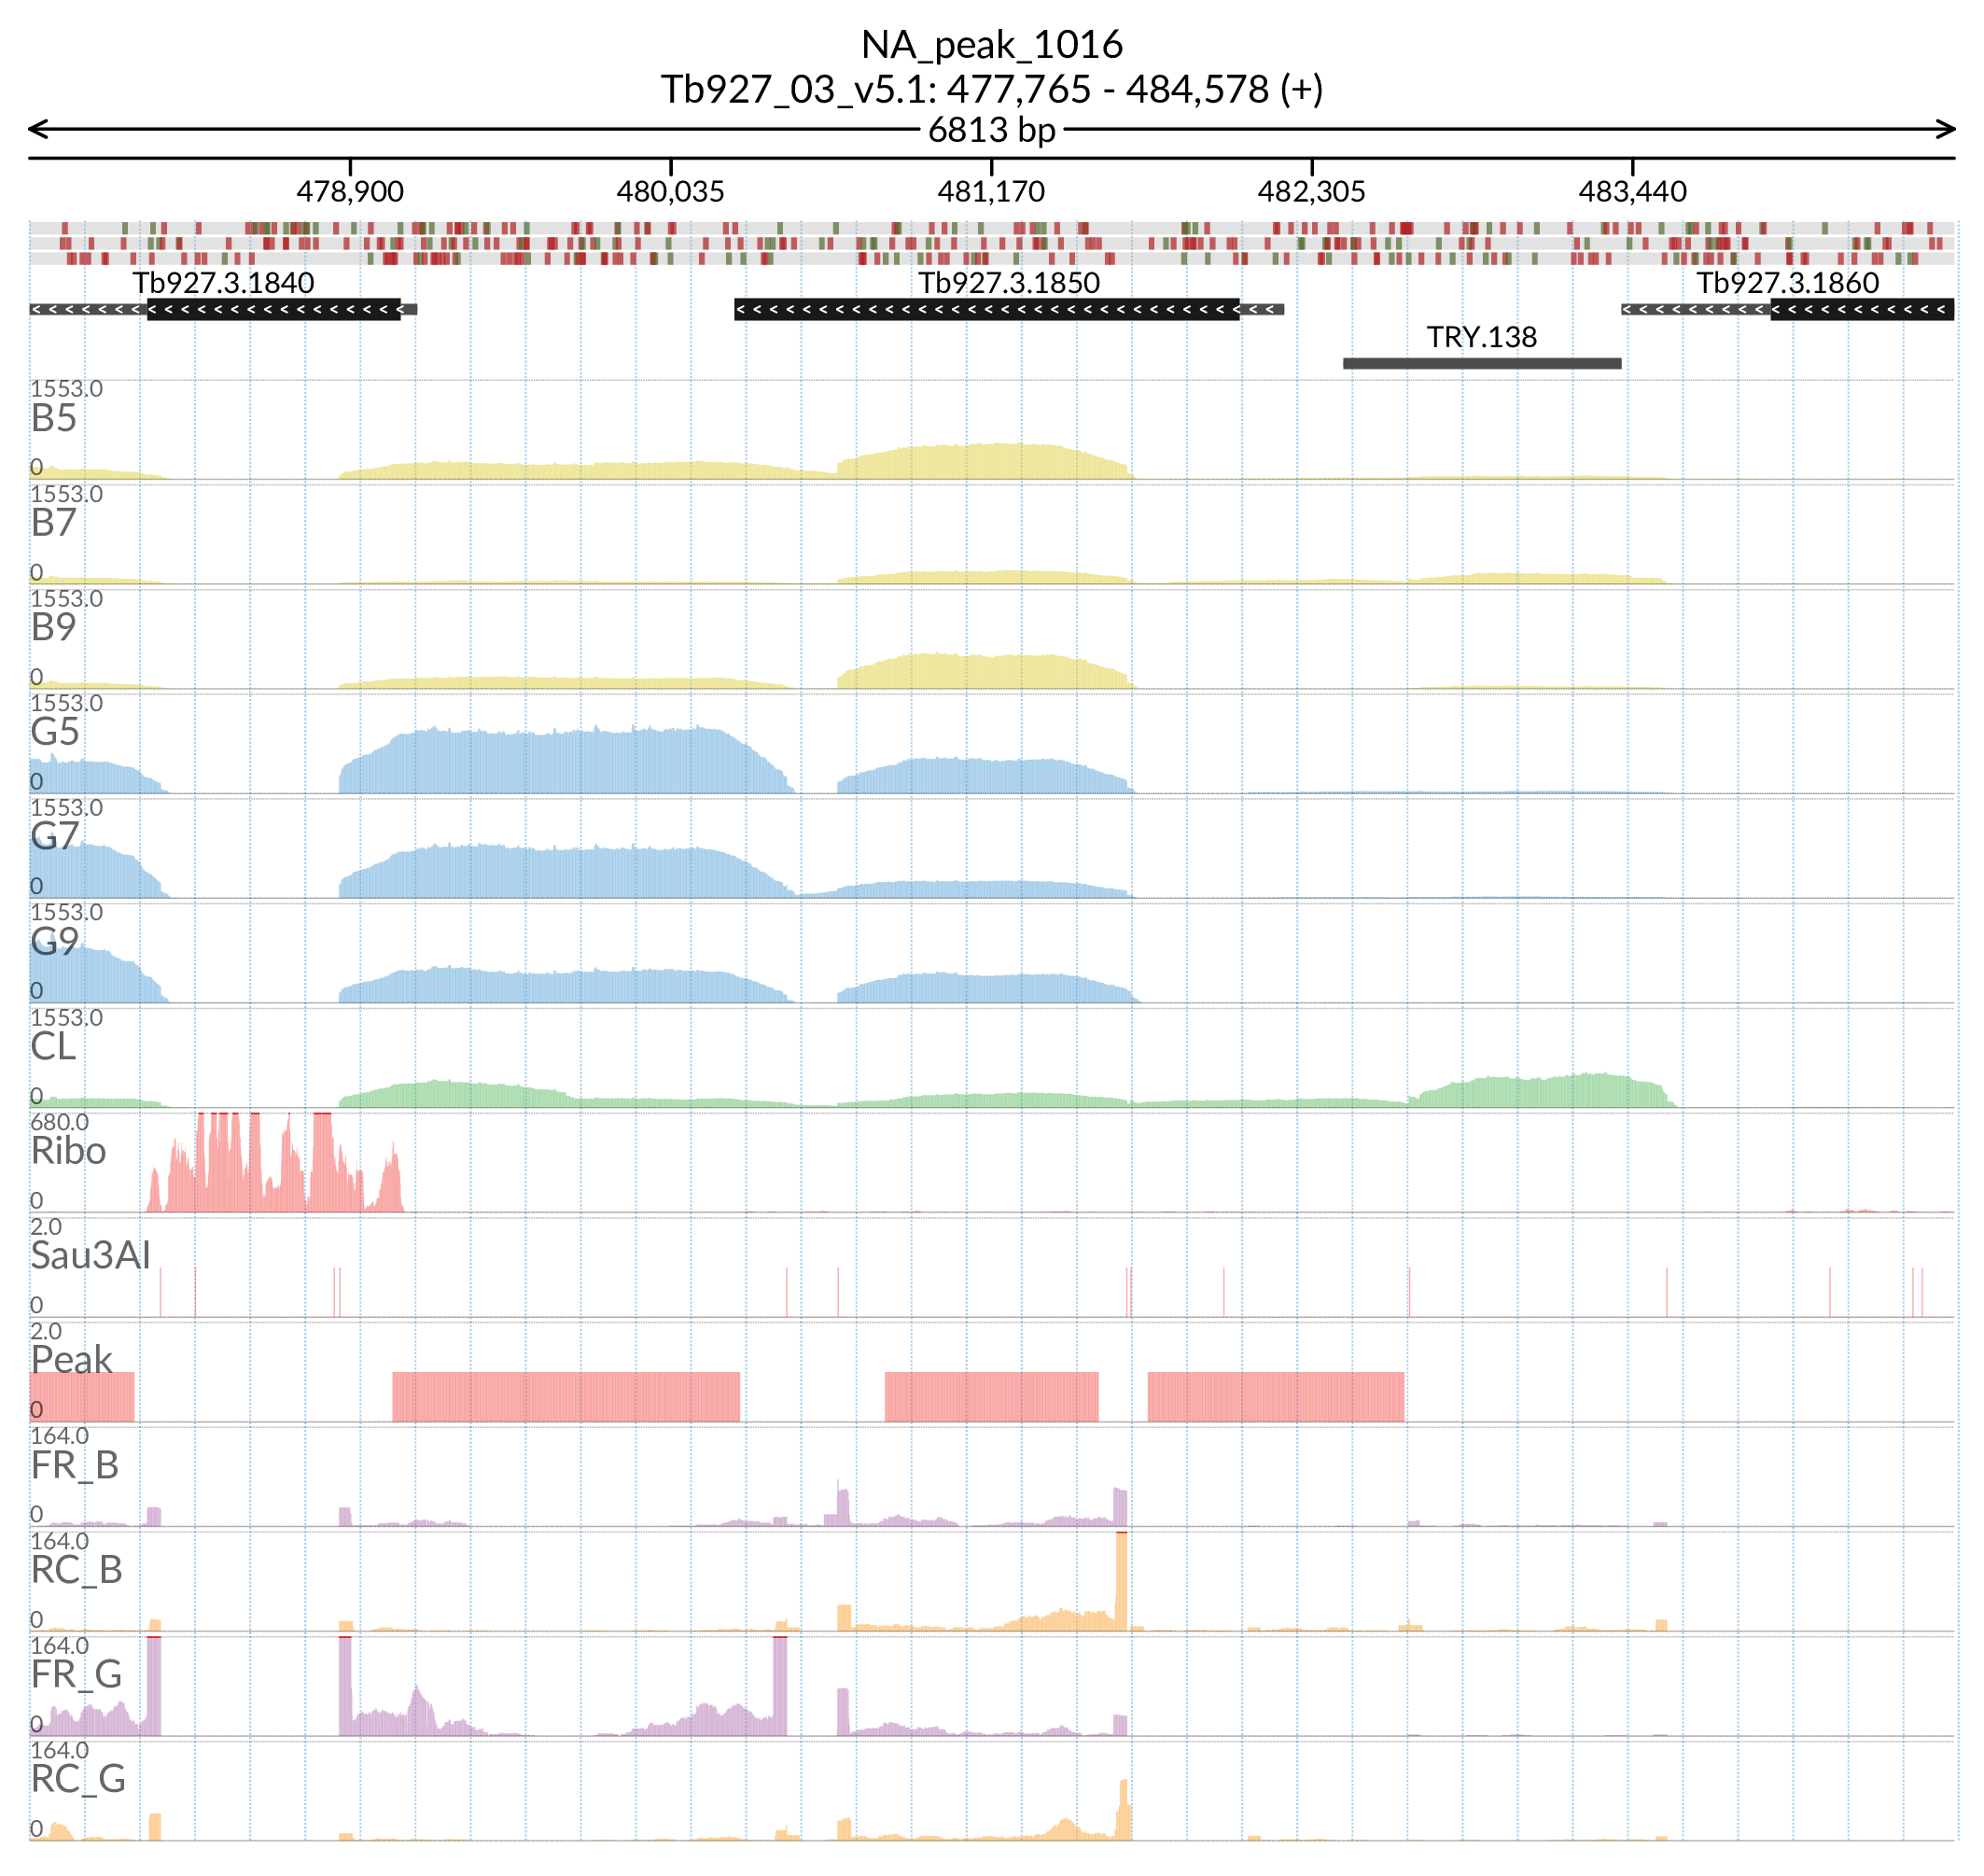 NA_peak_1016
Tb927_03_v5.1: 477,765 - 484,578 (+)
6813 bp
478,900 480,035 481,170 482,305 483,440
Tb927.3.1840 Tb927.3.1850 Tb927.3.1860
TRY.138
1553.0
B5
0
1553.0
B7
0
1553.0
B9
0
1553.0
G5
0
1553.0
G7
0
1553.0
G9
0
1553.0
CL
0
680.0
Ribo
0
2.0
Sau3AI
0
2.0
Peak
0
164.0
FR_B
0
164.0
RC_B
0
164.0
FR_G
0
164.0
RC_G
0